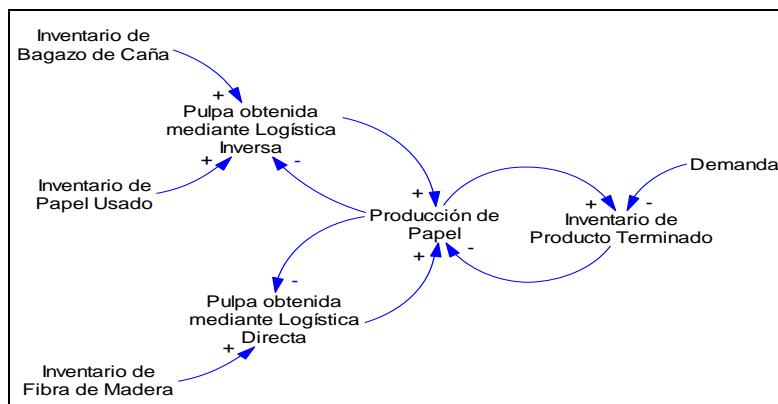 Inventario de
Bagazo de Caña
+
Pulpa obtenida
mediante Logística
Inversa
+
-
Inventario de
Papel Usado
Demanda
+
Producción de
Papel
+
-
+
-
Inventario de
Producto Terminado
-
Pulpa obtenida
mediante Logística
Directa
+
Inventario de
Fibra de Madera